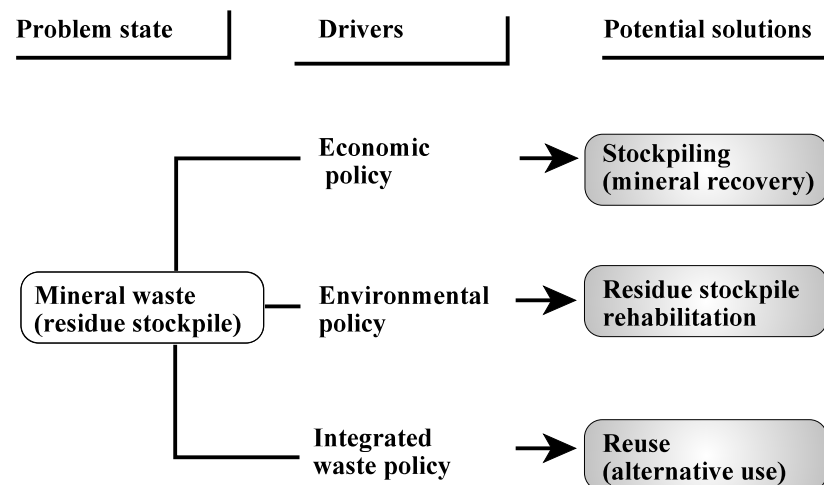 Problem state
Drivers
Potential solutions
Economic
policy
Stockpiling
(mineral recovery)
Mineral waste
(residue stockpile)
Environmental
policy
Residue stockpile
rehabilitation
Integrated
waste policy
Reuse
(alternative use)